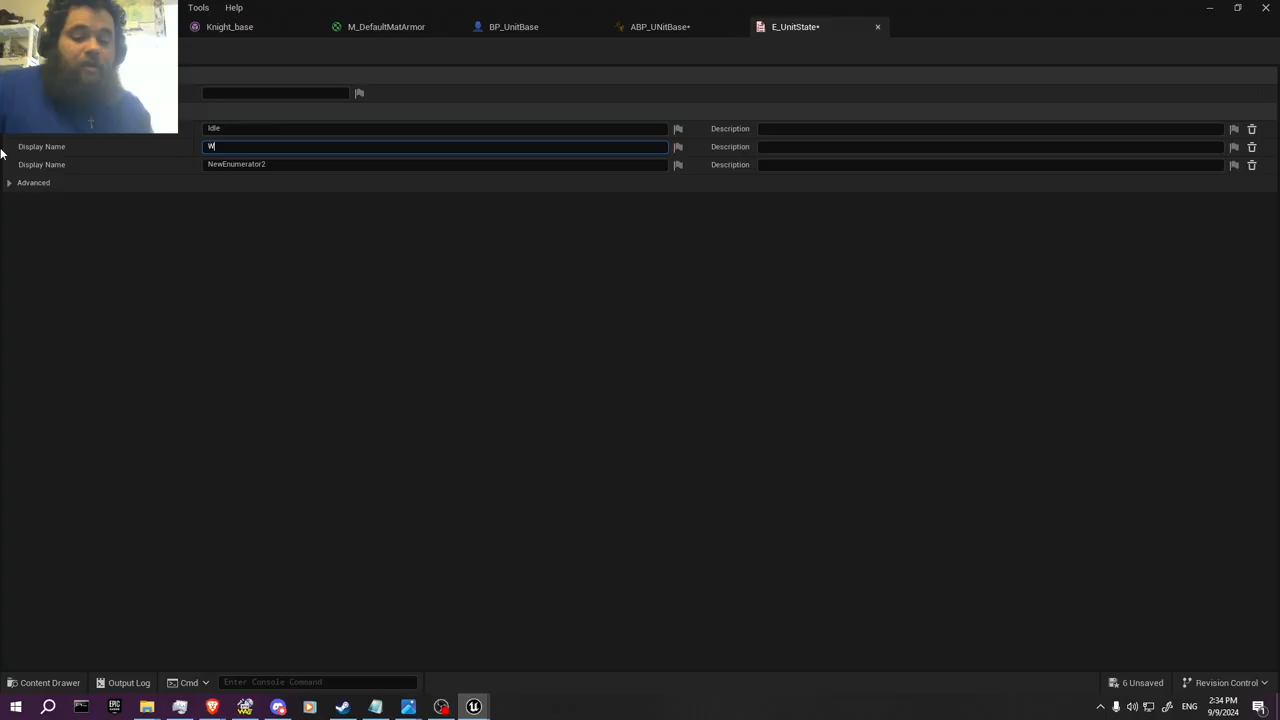 Tools Help
Knight_base M_DefaultMatArmor BP_UnitBase ABP_UNitBase* E_UnitState*
Idle Description
Display Name W Description
Display Name NewEnumerator2 Description
Advanced
Content Drawer Output Log Cmd Enter Console Command 6 Unsaved Revision Control
ENG 2:34 PM
9/9/2024